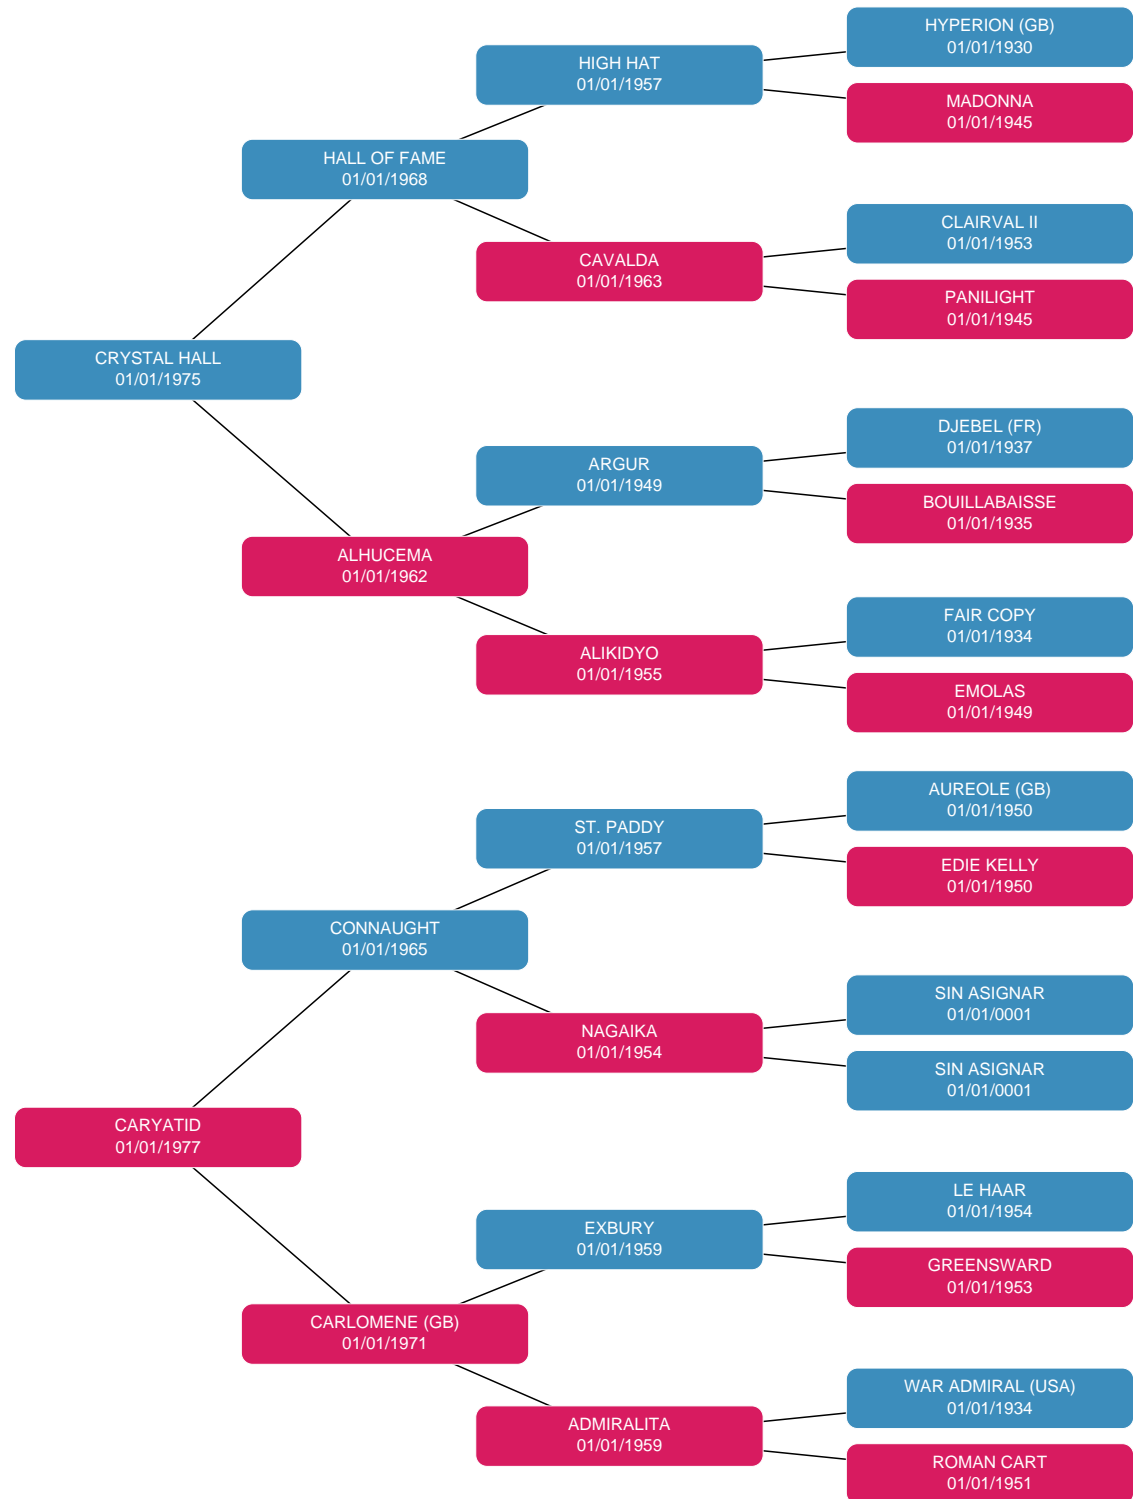 HYPERION (GB)
01/01/1930
HIGH HAT
01/01/1957
MADONNA
01/01/1945
HALL OF FAME
01/01/1968
CLAIRVAL II
01/01/1953
CAVALDA
01/01/1963
PANILIGHT
01/01/1945
CRYSTAL HALL
01/01/1975
DJEBEL (FR)
01/01/1937
ARGUR
01/01/1949
BOUILLABAISSE
01/01/1935
ALHUCEMA
01/01/1962
FAIR COPY
01/01/1934
ALIKIDYO
01/01/1955
EMOLAS
01/01/1949
AUREOLE (GB)
01/01/1950
ST. PADDY
01/01/1957
EDIE KELLY
01/01/1950
CONNAUGHT
01/01/1965
SIN ASIGNAR
01/01/0001
NAGAIKA
01/01/1954
SIN ASIGNAR
01/01/0001
CARYATID
01/01/1977
LE HAAR
01/01/1954
EXBURY
01/01/1959
GREENSWARD
01/01/1953
CARLOMENE (GB)
01/01/1971
WAR ADMIRAL (USA)
01/01/1934
ADMIRALITA
01/01/1959
ROMAN CART
01/01/1951